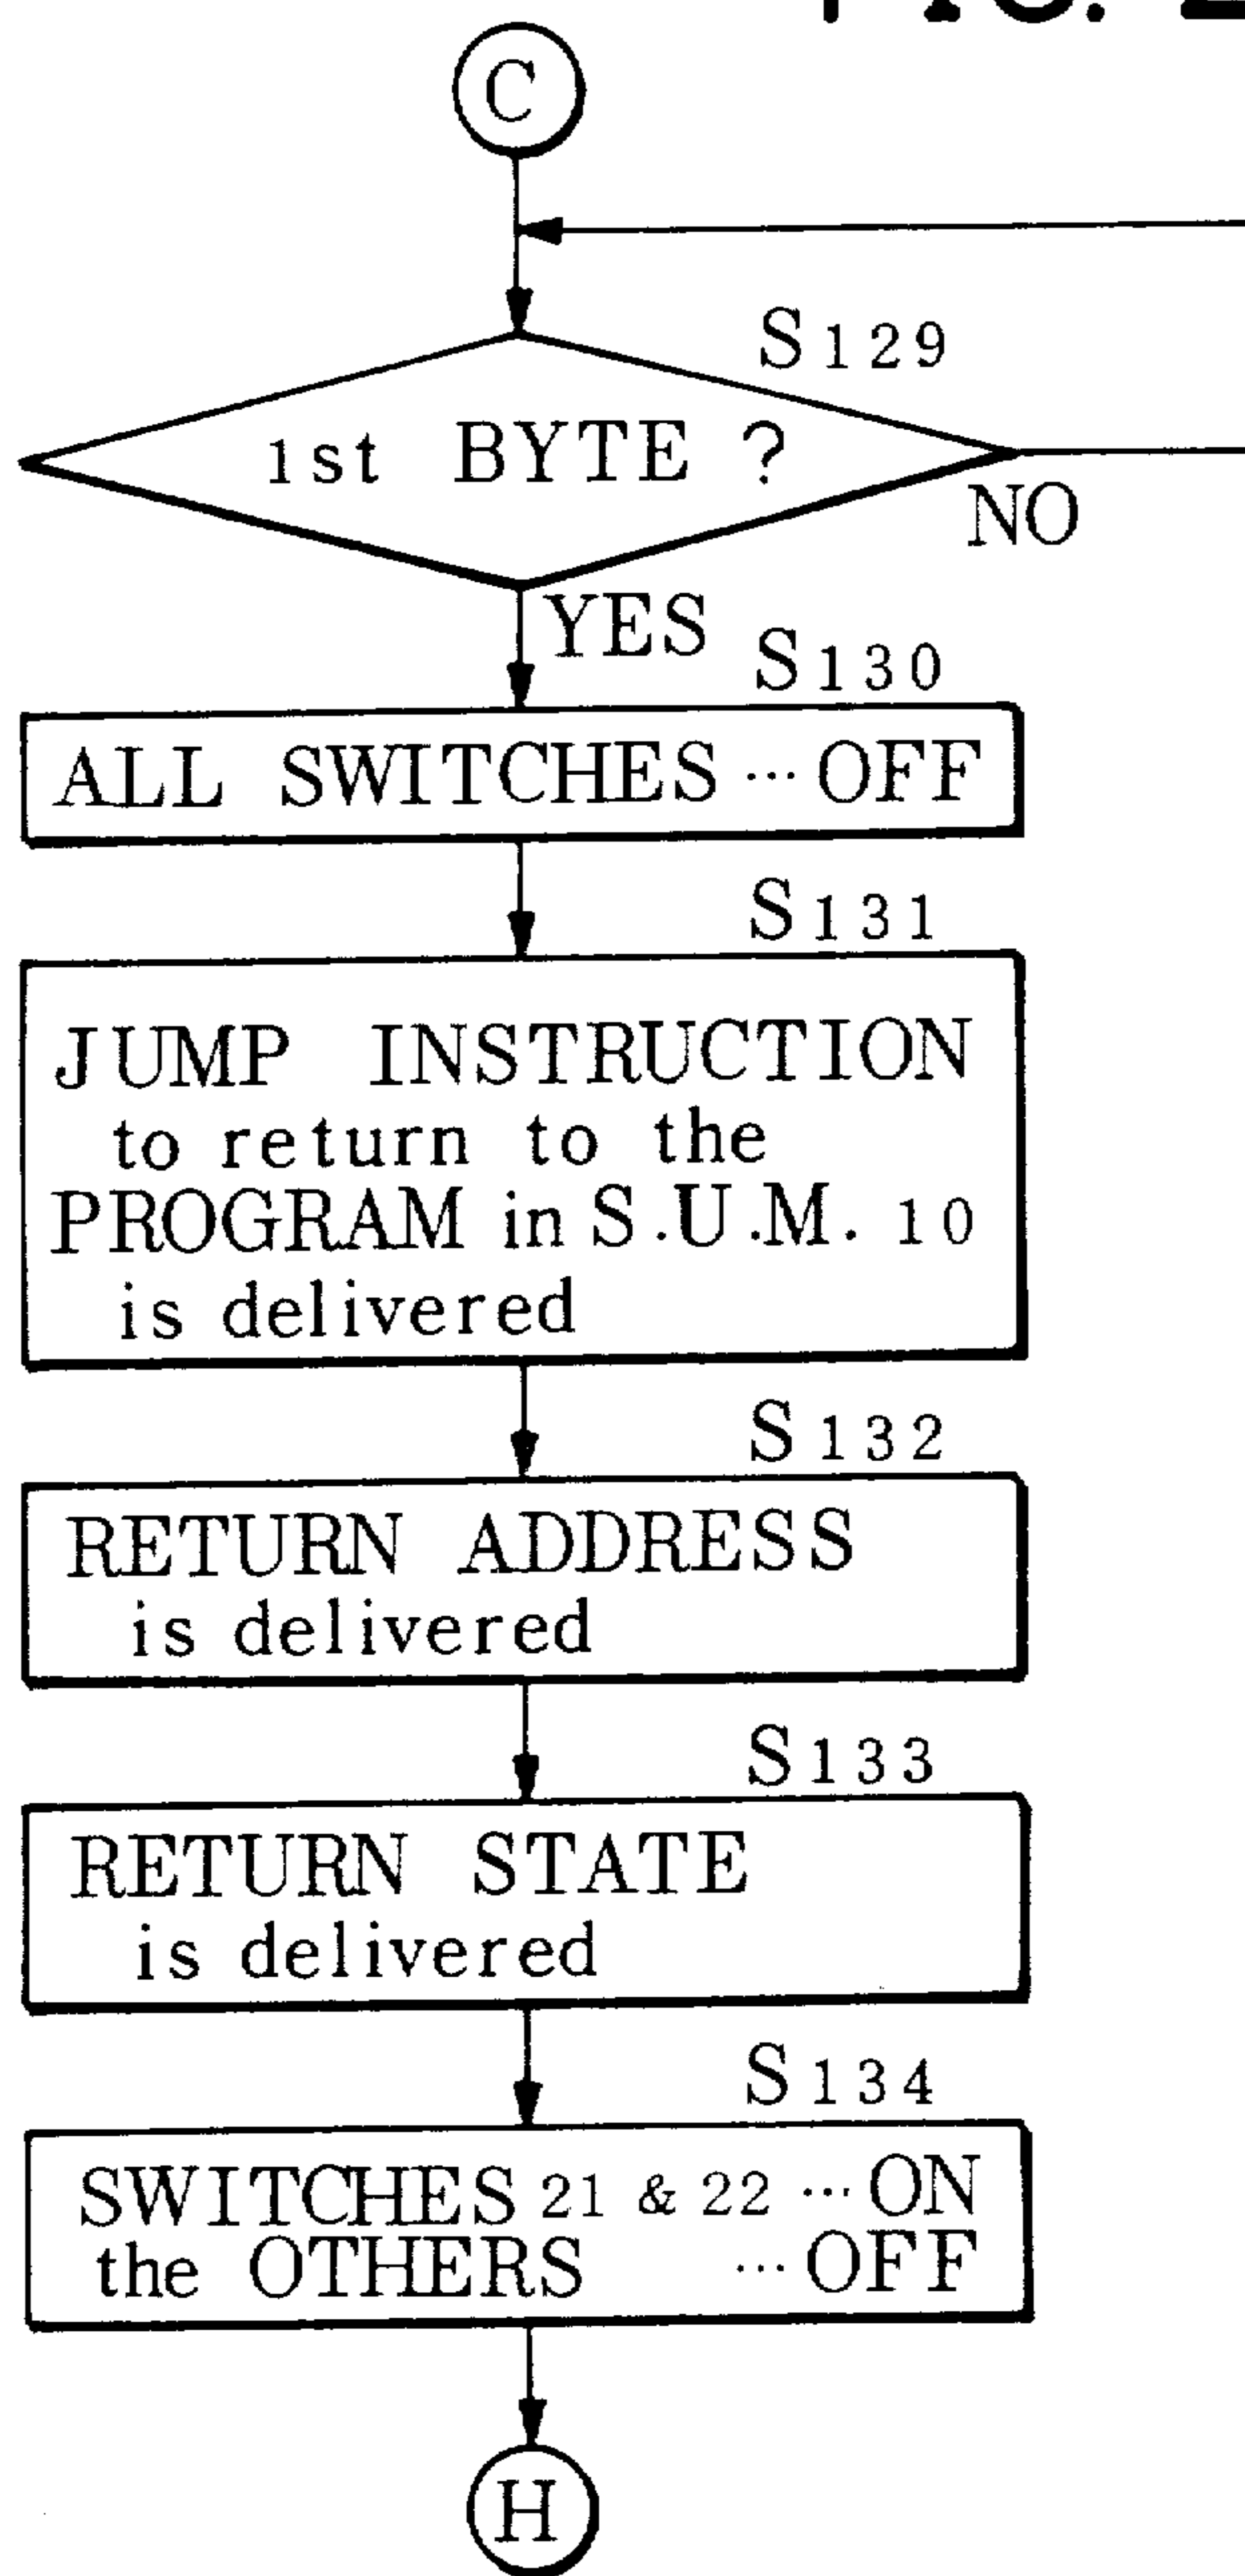 FIG.
C
S129
1st BYTE ?
NO
YES
S130
ALL SWITCHES … OFF
S131
JUMP INSTRUCTION
to return to the
PROGRAM in S.U.M. 10
is delivered
S132
RETURN ADDRESS
is delivered
S133
RETURN STATE
is delivered
S134
SWITCHES 21 & 22 … ON
the OTHERS … OFF
H